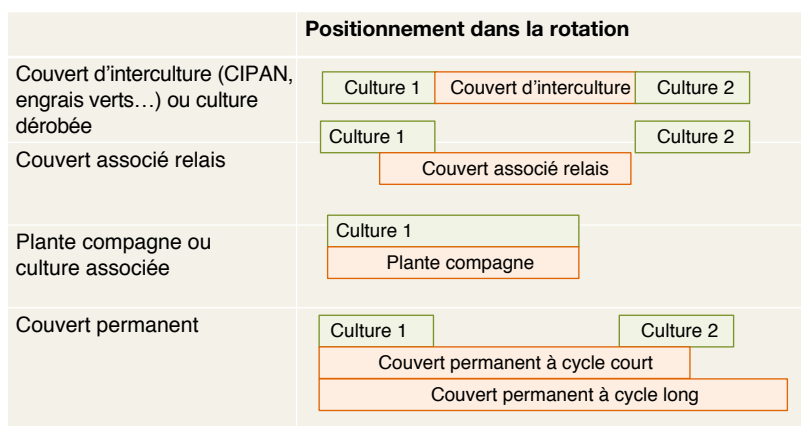 Positionnement dans la rotation
Couvert d’interculture (CIPAN,
engrais verts…) ou culture
dérobée
Culture 1
Couvert d’interculture
Culture 2
Couvert associé relais
Culture 1
Culture 2
Couvert associé relais
Plante compagne ou
culture associée
Culture 1
Plante compagne
Couvert permanent
Culture 1
Culture 2
Couvert permanent à cycle court
Couvert permanent à cycle long